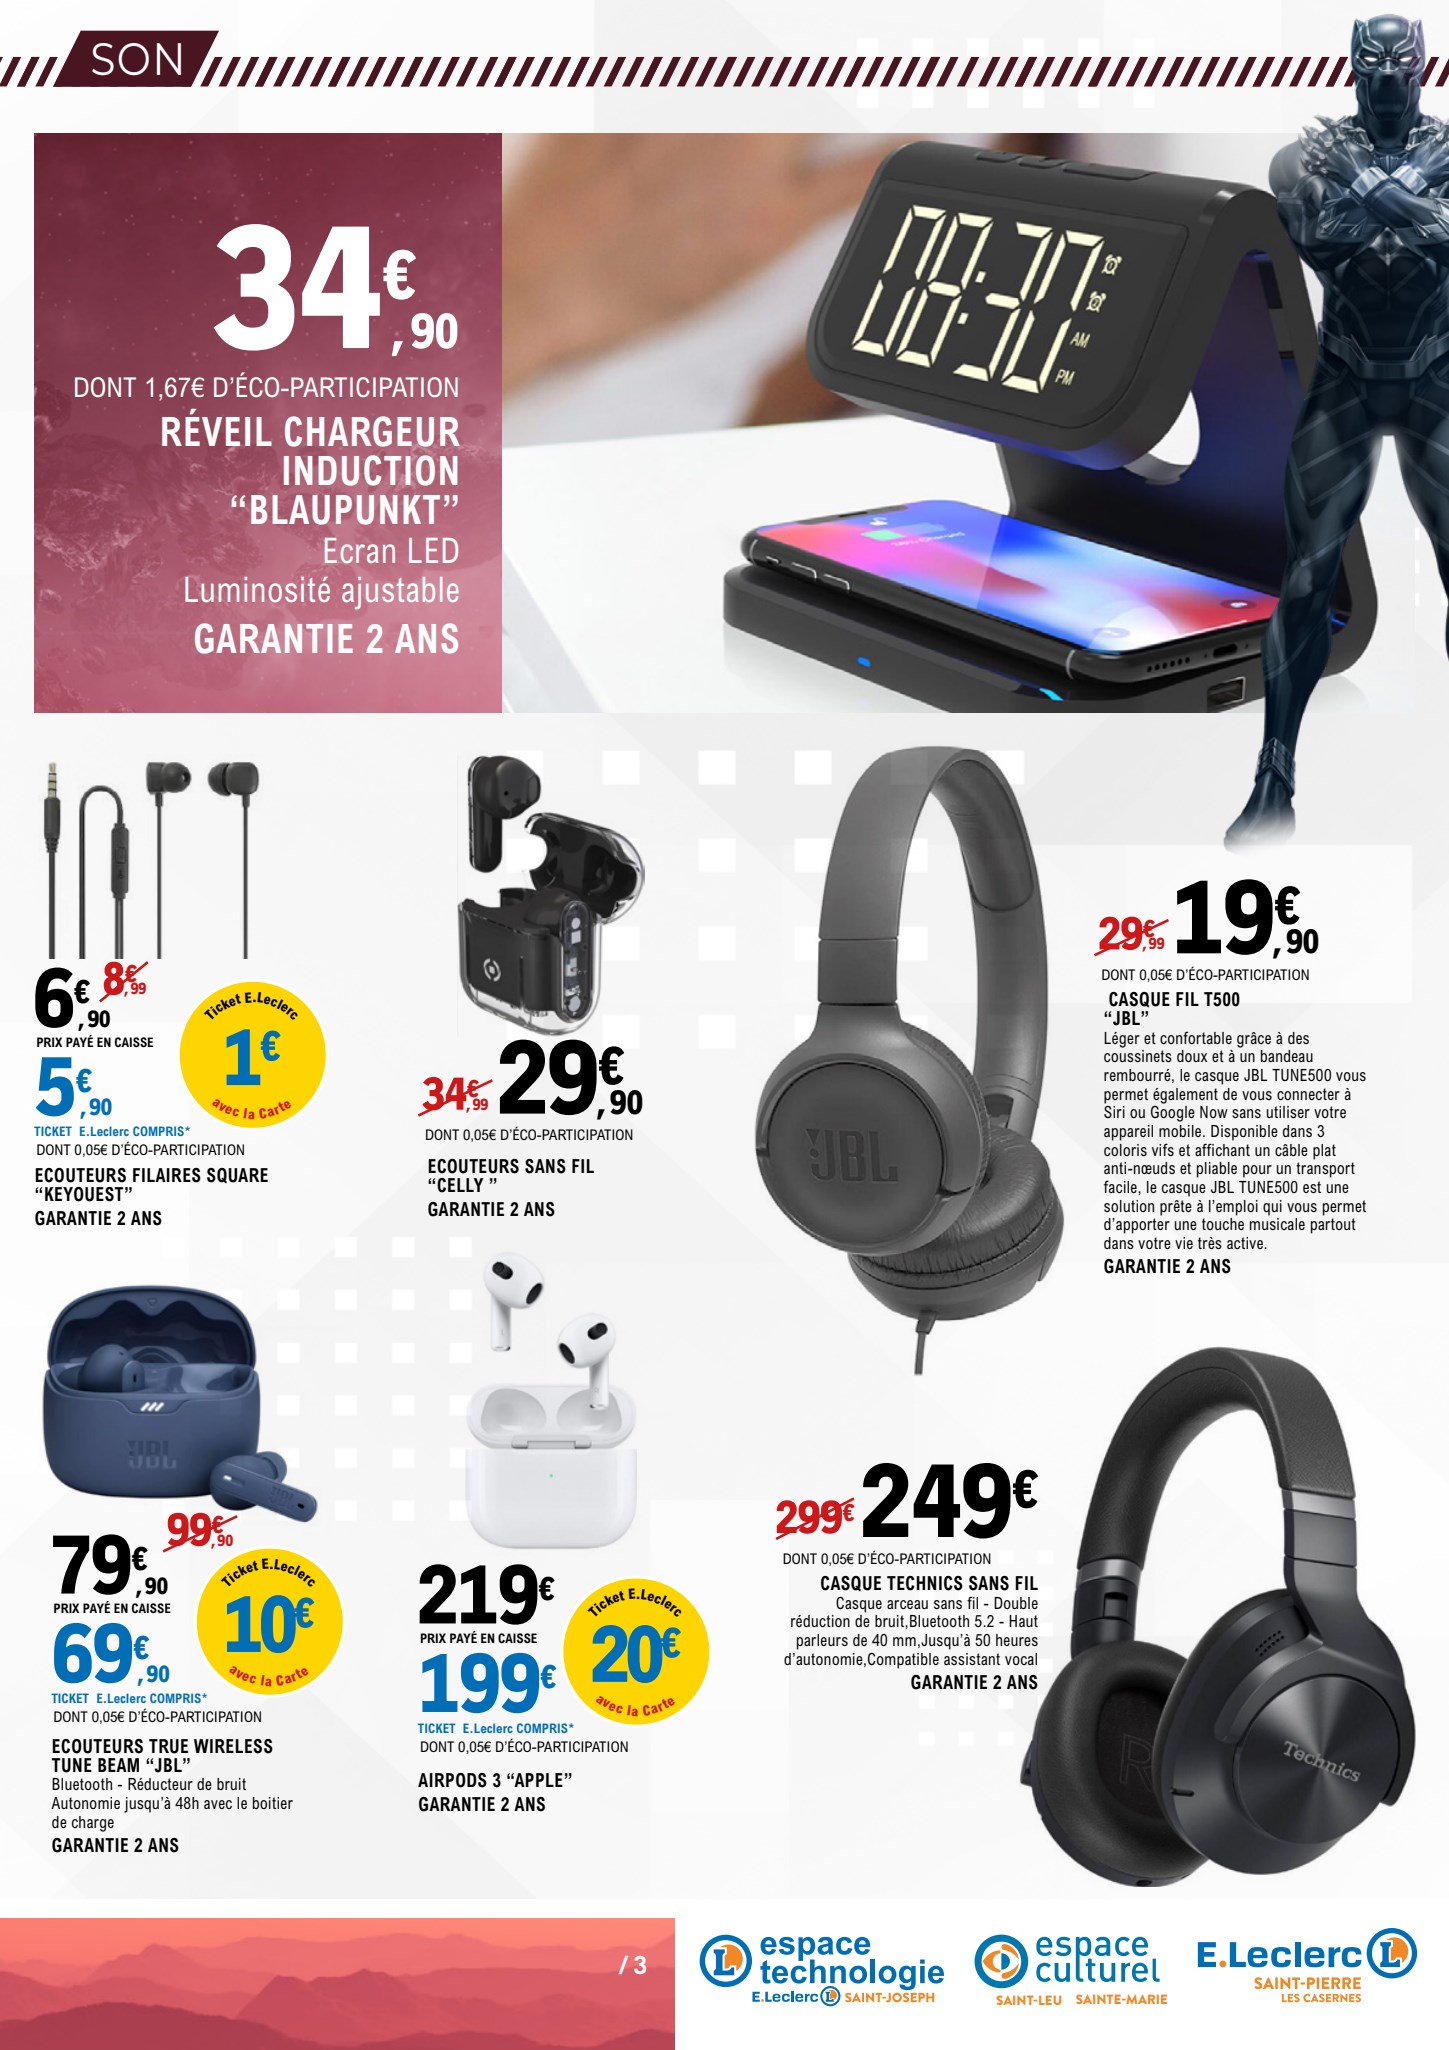 SON
34€,90
DONT 1,67€ D'ÉCO-PARTICIPATION
RÉVEIL CHARGEUR
INDUCTION
“BLAUPUNKT”
Ecran LED
Luminosité ajustable
GARANTIE 2 ANS
08:30
AM
PM
6€,90 8€,99
PRIX PAYÉ EN CAISSE
5€,90
TICKET E.Leclerc COMPRIS*
DONT 0,05€ D'ÉCO-PARTICIPATION
Ticket E.Leclerc
1€
avec la Carte
ECOUTEURS FILAIRES SQUARE
“KEYOUEST”
GARANTIE 2 ANS
34€,99 29€,90
DONT 0,05€ D'ÉCO-PARTICIPATION
ECOUTEURS SANS FIL
“CELLY ”
GARANTIE 2 ANS
JBL
29€,99 19€,90
DONT 0,05€ D'ÉCO-PARTICIPATION
CASQUE FIL T500
“JBL”
Léger et confortable grâce à des
coussinets doux et à un bandeau
rembourré, le casque JBL TUNE500 vous
permet également de vous connecter à
Siri ou Google Now sans utiliser votre
appareil mobile. Disponible dans 3
coloris vifs et affichant un câble plat
anti-nœuds et pliable pour un transport
facile, le casque JBL TUNE500 est une
solution prête à l'emploi qui vous permet
d'apporter une touche musicale partout
dans votre vie très active.
GARANTIE 2 ANS
JBL
JBL
99€,90
79€,90
PRIX PAYÉ EN CAISSE
69€,90
TICKET E.Leclerc COMPRIS*
DONT 0,05€ D'ÉCO-PARTICIPATION
Ticket E.Leclerc
10€
avec la Carte
ECOUTEURS TRUE WIRELESS
TUNE BEAM “JBL”
Bluetooth - Réducteur de bruit
Autonomie jusqu'à 48h avec le boitier
de charge
GARANTIE 2 ANS
219€
PRIX PAYÉ EN CAISSE
199€
TICKET E.Leclerc COMPRIS*
DONT 0,05€ D'ÉCO-PARTICIPATION
Ticket E.Leclerc
20€
avec la Carte
AIRPODS 3 “APPLE”
GARANTIE 2 ANS
299€ 249€
DONT 0,05€ D'ÉCO-PARTICIPATION
CASQUE TECHNICS SANS FIL
Casque arceau sans fil - Double
réduction de bruit,Bluetooth 5.2 - Haut
parleurs de 40 mm,Jusqu'à 50 heures
d'autonomie,Compatible assistant vocal
GARANTIE 2 ANS
R
Technics
/ 3
L espace
technologie
E.Leclerc L SAINT-JOSEPH
espace
culturel
SAINT-LEU SAINTE-MARIE
E.Leclerc L
SAINT-PIERRE
LES CASERNES